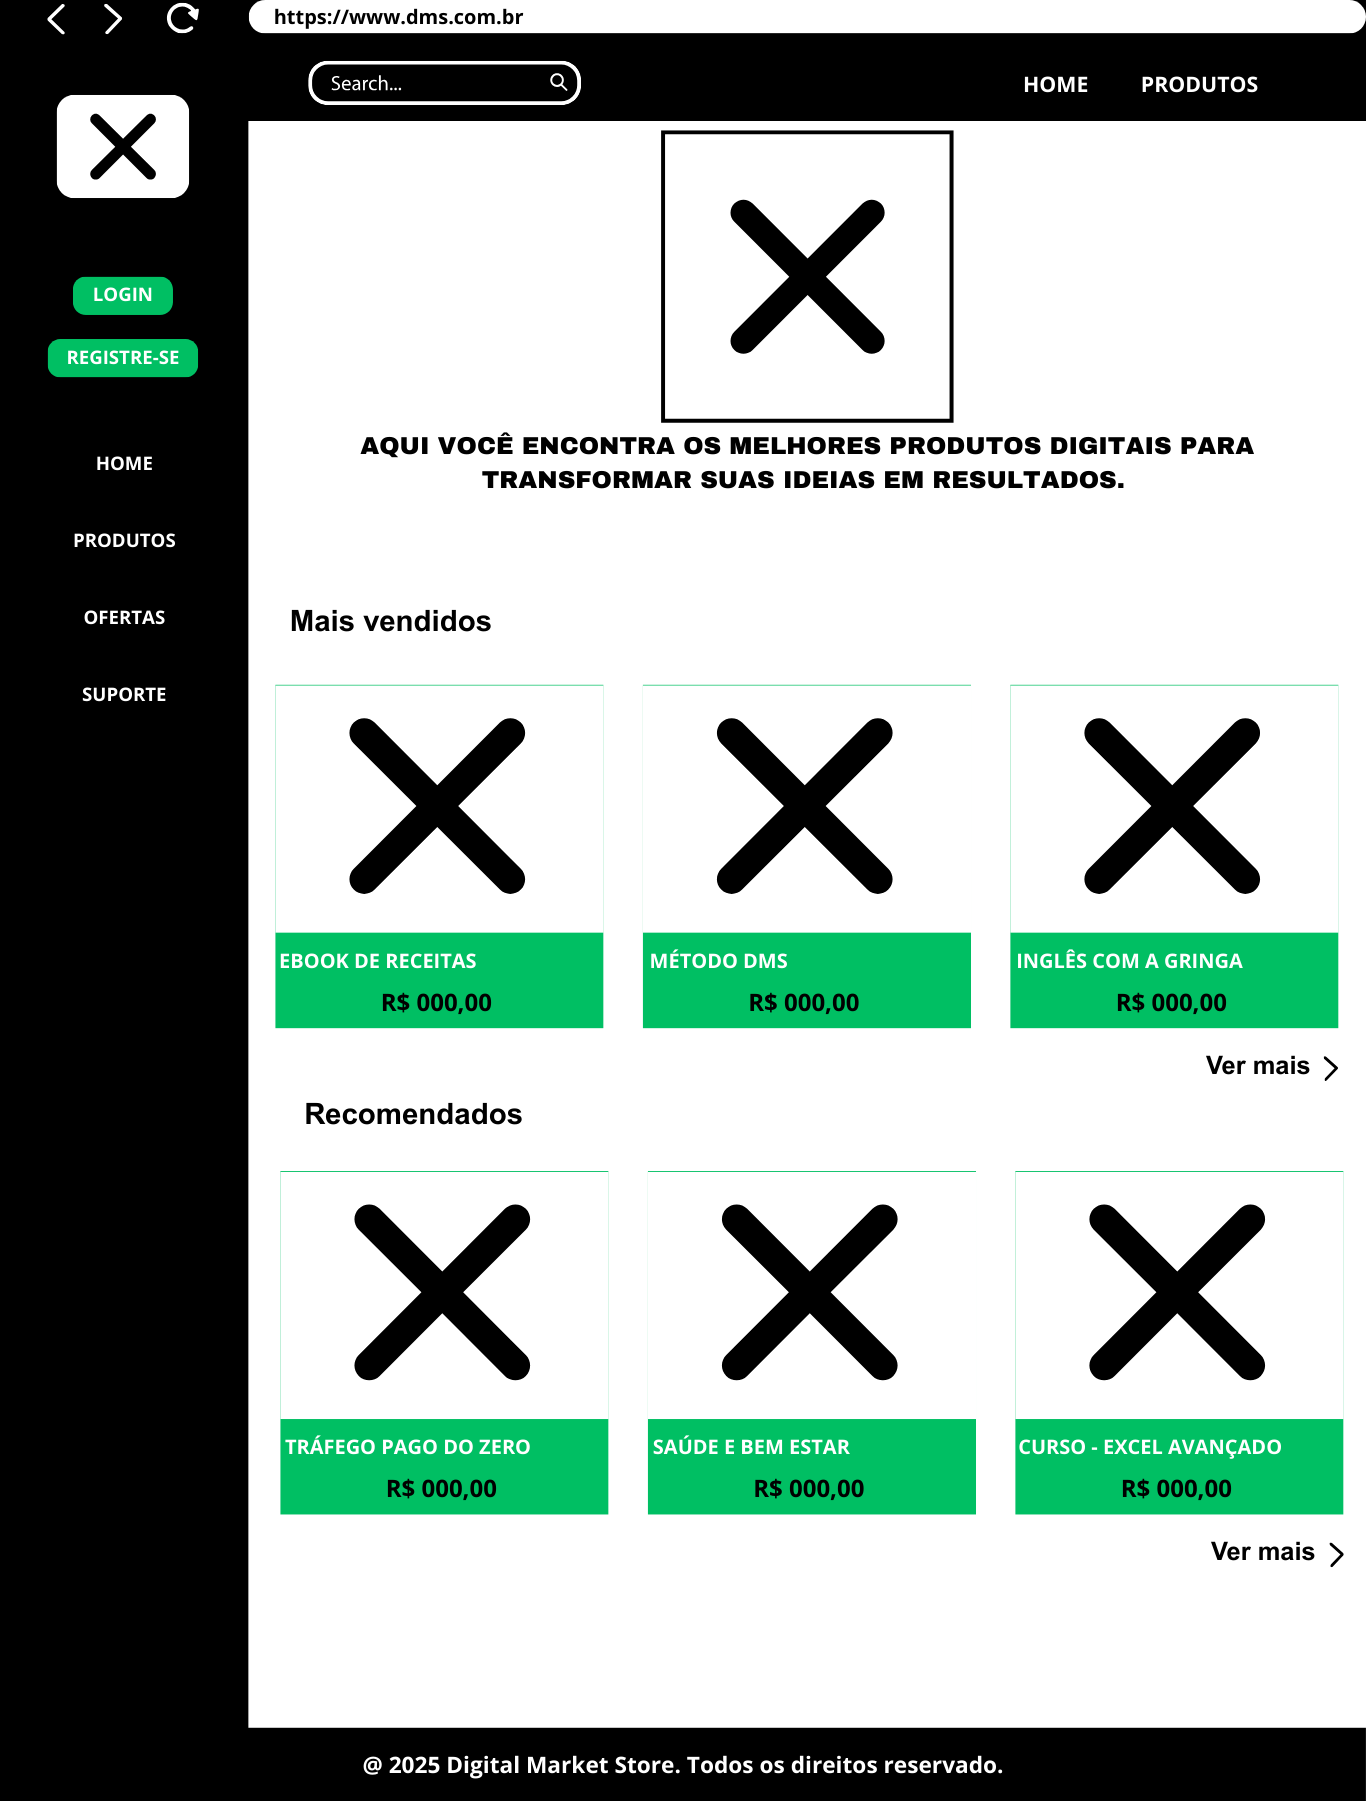 https://www.dms.com.br
Search...
HOME
PRODUTOS
LOGIN
REGISTRE-SE
HOME
PRODUTOS
OFERTAS
SUPORTE
AQUI VOCÊ ENCONTRA OS MELHORES PRODUTOS DIGITAIS PARA
TRANSFORMAR SUAS IDEIAS EM RESULTADOS.
Mais vendidos
EBOOK DE RECEITAS
R$ 000,00
MÉTODO DMS
R$ 000,00
INGLÊS COM A GRINGA
R$ 000,00
Ver mais
Recomendados
TRÁFEGO PAGO DO ZERO
R$ 000,00
SAÚDE E BEM ESTAR
R$ 000,00
CURSO - EXCEL AVANÇADO
R$ 000,00
Ver mais
@ 2025 Digital Market Store. Todos os direitos reservado.